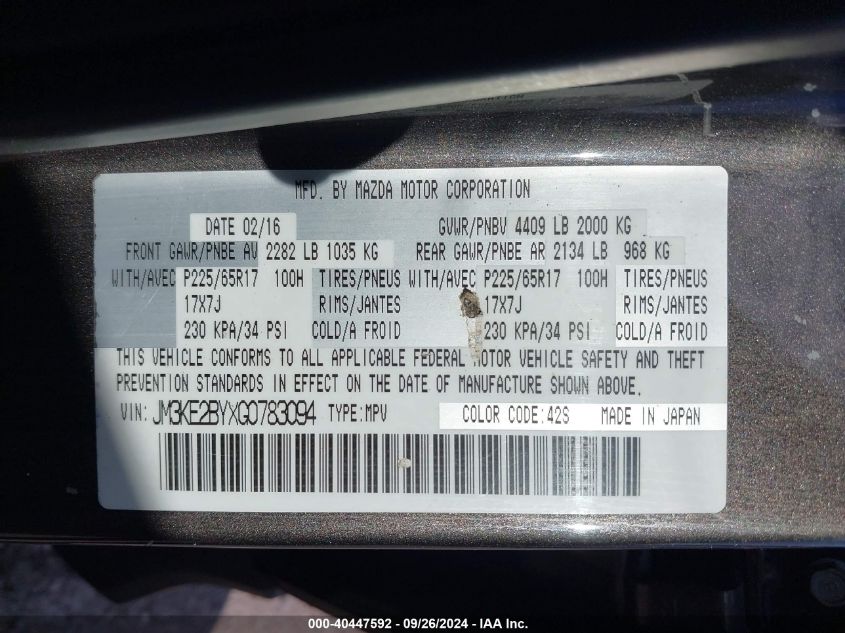 MFD. BY MAZDA MOTOR CORPORATION
DATE 02/16 GVWR/PNBV 4409 LB 2000 KG
FRONT GAWR/PNBE AV 2282 LB 1035 KG REAR GAWR/PNBE AR 2134 LB 968 KG
WITH/AVEC P225/65R17 100H TIRES/PNEUS WITH/AVEC P225/65R17 100H TIRES/PNEUS
17X7J RIMS/JANTES 17X7J RIMS/JANTES
230 KPA/34 PSI COLD/A FROID 230 KPA/34 PSI COLD/A FROID
THIS VEHICLE CONFORMS TO ALL APPLICABLE FEDERAL MOTOR VEHICLE SAFETY AND THEFT
PREVENTION STANDARDS IN EFFECT ON THE DATE OF MANUFACTURE SHOWN ABOVE.
VIN: JM3KE2BYXG0783094 TYPE:MPV COLOR CODE:42S MADE IN JAPAN
000-40447592 - 09/26/2024 - IAA Inc.